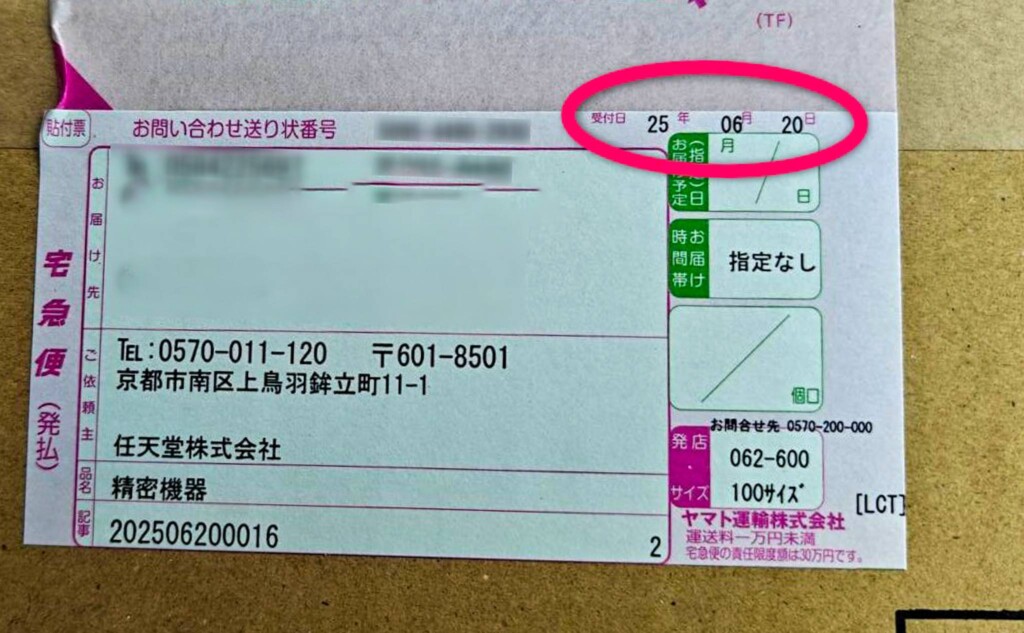 (TF)
貼付票
お問い合わせ送り状番号
受付日 25年 06月 20日
お届け予定(指定)日
月 日
お届け先
お届け時間帯
指定なし
宅急便(発払)
ご依頼主
℡:0570-011-120 〒601-8501
京都市南区上鳥羽鉾立町11-1
任天堂株式会社
個口
お問合せ先 0570-200-000
発店・サイズ
062-600
100サイズ
品名
精密機器
記事
202506200016 2
[LCT]
ヤマト運輸株式会社
運送料一万円未満
宅急便の責任限度額は30万円です。